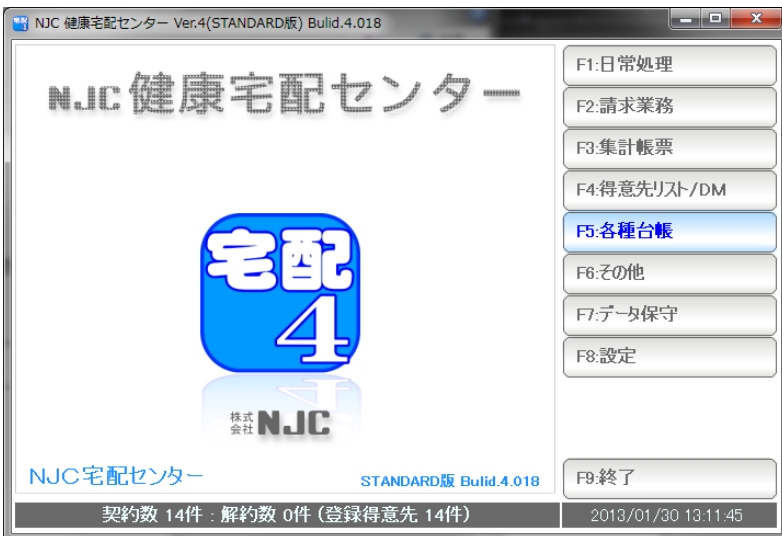 NJC 健康宅配センター Ver.4(STANDARD版) Bulid.4.018
NJC 健康宅配センター
宅配
4
株式
会社 NJC
NJC宅配センター
STANDARD版 Bulid.4.018
契約数 14件 : 解約数 0件 (登録得意先 14件)
F1:日常処理
F2:請求業務
F3:集計帳票
F4:得意先リスト/DM
F5:各種台帳
F6:その他
F7:データ保守
F8:設定
F9:終了
2013/01/30 13:11:45